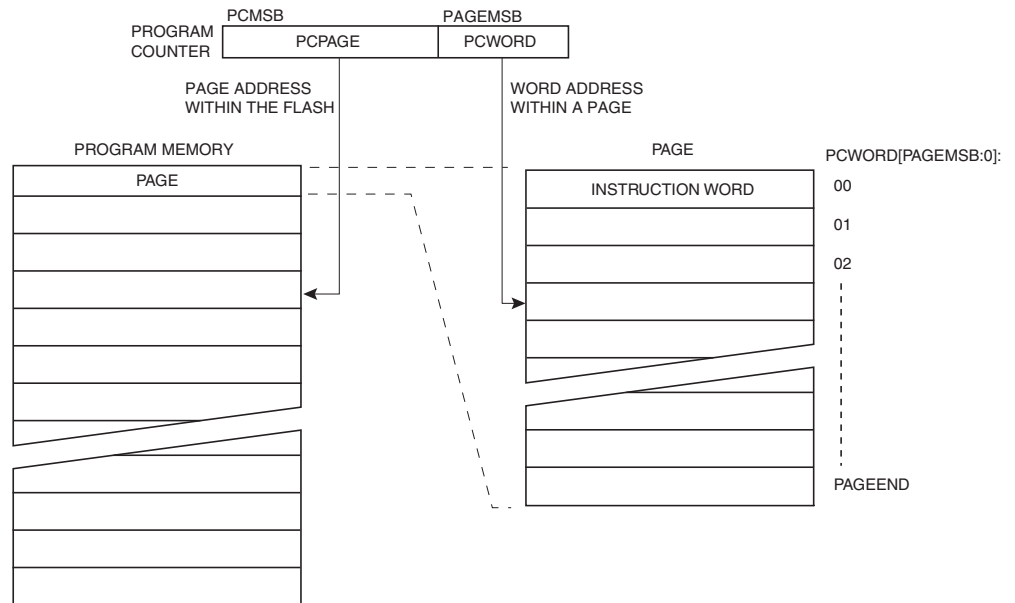 PCMSB
PAGEMSB
PROGRAM
COUNTER
PCPAGE
PCWORD
PAGE ADDRESS
WITHIN THE FLASH
WORD ADDRESS
WITHIN A PAGE
PROGRAM MEMORY
PAGE
PAGE
PCWORD[PAGEMSB:0]:
INSTRUCTION WORD
00
01
02
PAGEEND